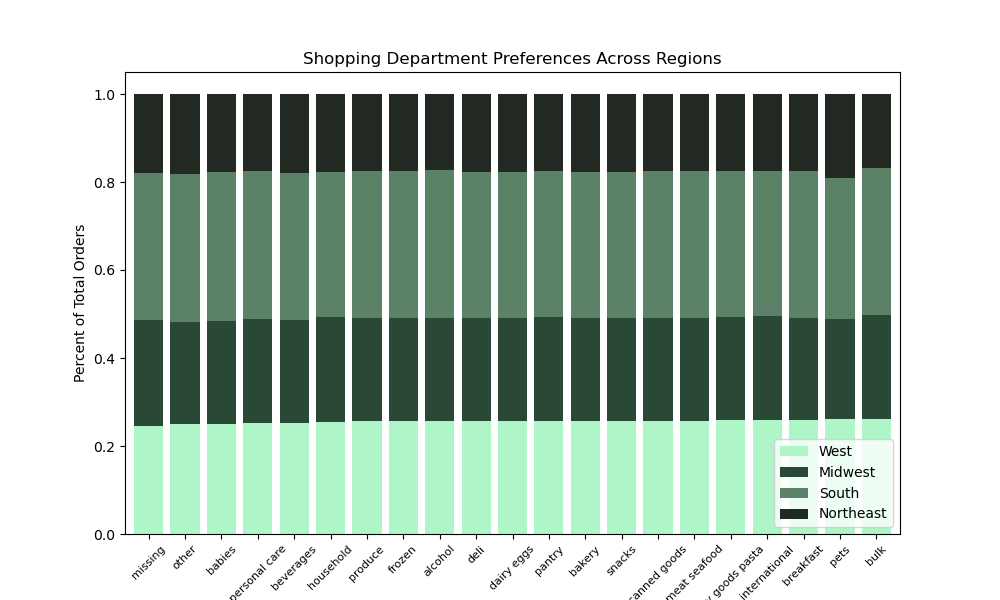 Shopping Department Preferences Across Regions
Percent of Total Orders
1.0
0.8
0.6
0.4
0.2
0.0
West
Midwest
South
Northeast
missing
other
babies
personal care
beverages
household
produce
frozen
alcohol
deli
dairy eggs
pantry
bakery
snacks
canned goods
meat seafood
y goods pasta
international
breakfast
pets
bulk